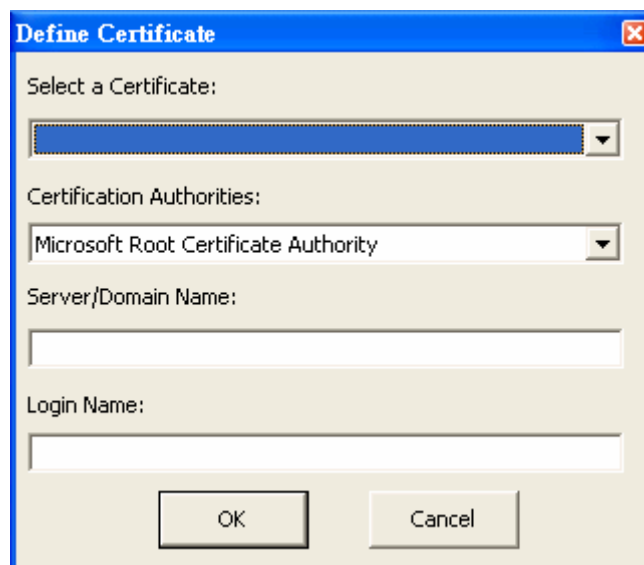 Define Certificate
Select a Certificate:
Certification Authorities:
Microsoft Root Certificate Authority
Server/Domain Name:
Login Name:
OK Cancel